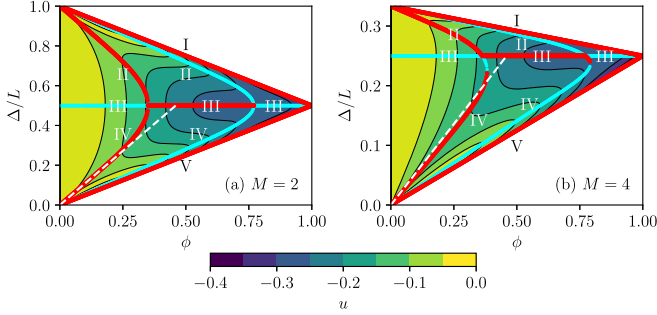 1.0
0.8
0.6
0.4
0.2
0.0
Δ/L
I
II
II
III
III
III
IV
IV
V
(a) M = 2
0.00
0.25
0.50
0.75
1.00
ϕ
0.3
0.2
0.1
0.0
Δ/L
I
II
II
III
III
III
IV
IV
V
(b) M = 4
0.00
0.25
0.50
0.75
1.00
ϕ
−0.4
−0.3
−0.2
−0.1
0.0
u